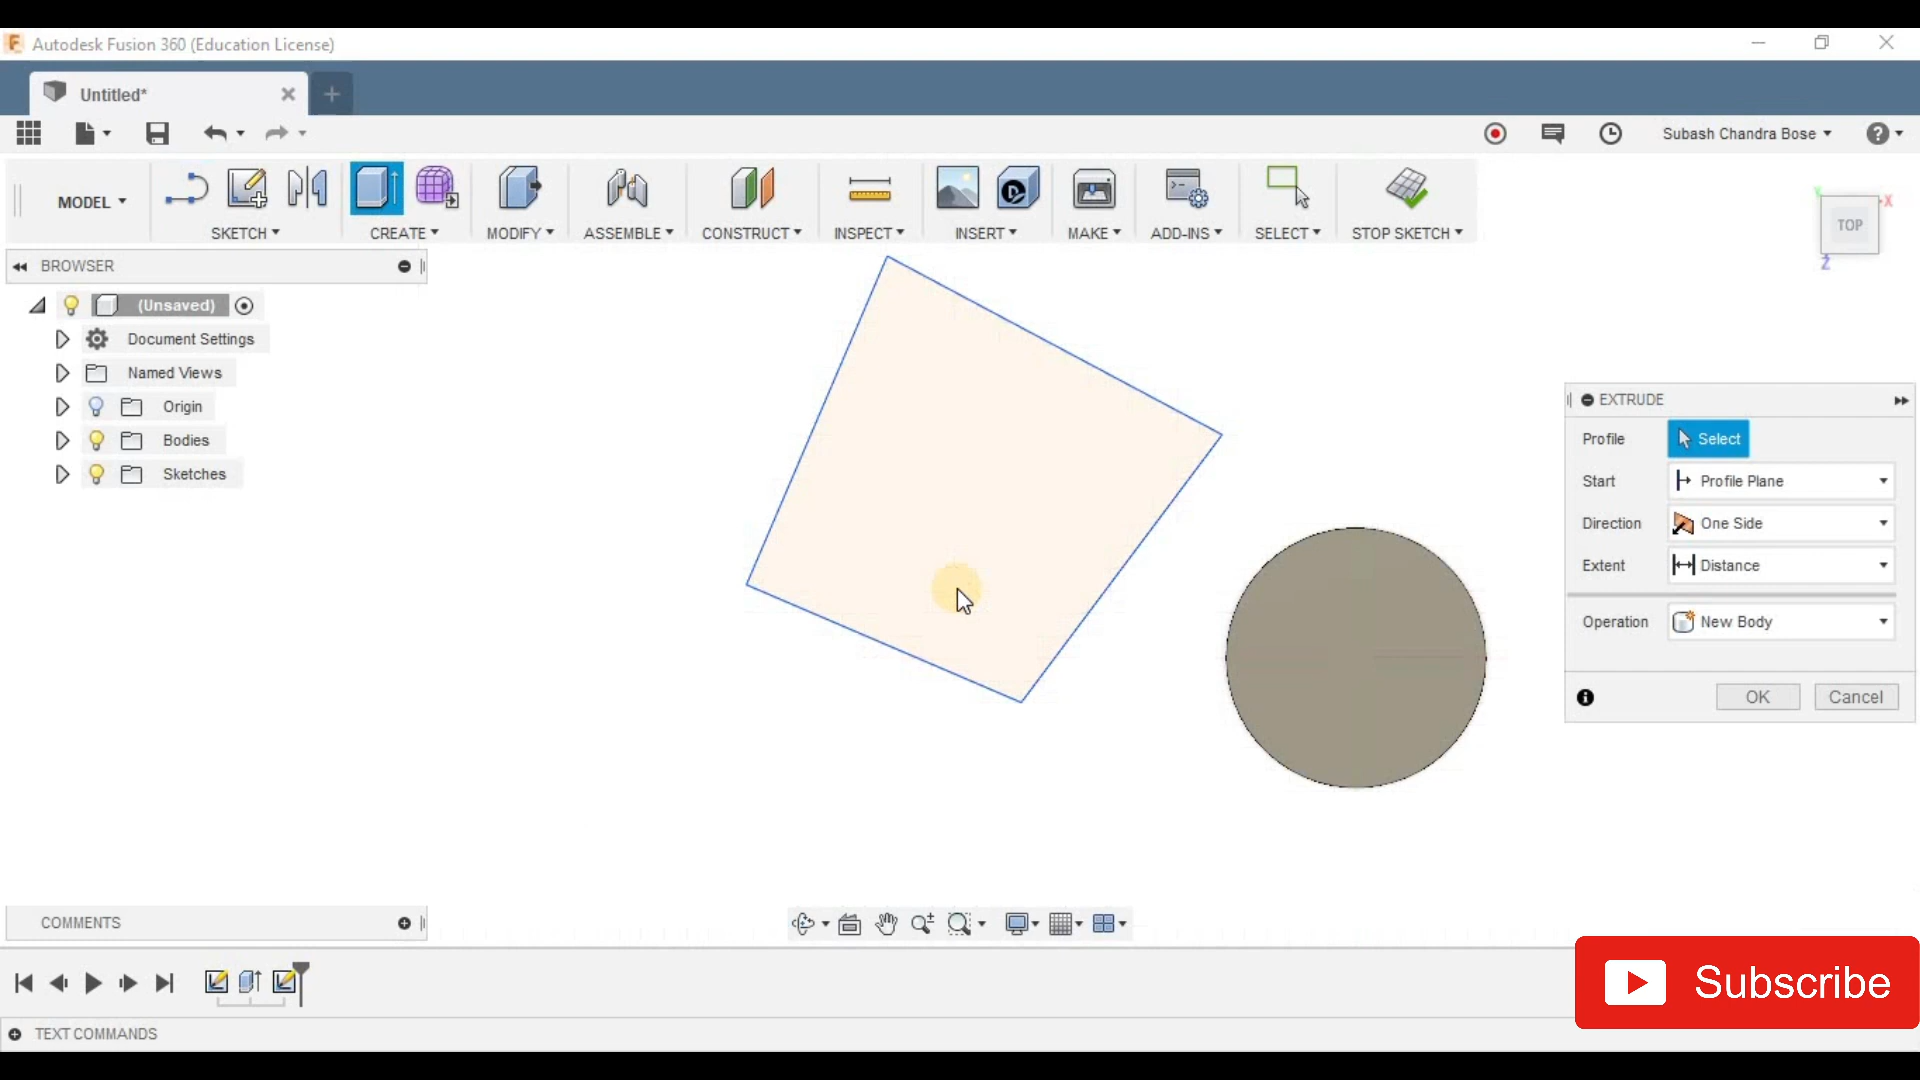 Autodesk Fusion 360 (Education License)
Untitled*
Subash Chandra Bose
MODEL
SKETCH
CREATE
MODIFY
ASSEMBLE
CONSTRUCT
INSPECT
INSERT
MAKE
ADD-INS
SELECT
STOP SKETCH
TOP
X
Y
Z
BROWSER
(Unsaved)
Document Settings
Named Views
Origin
Bodies
Sketches
EXTRUDE
Profile Select
Start Profile Plane
Direction One Side
Extent Distance
Operation New Body
OK Cancel
COMMENTS
Subscribe
TEXT COMMANDS